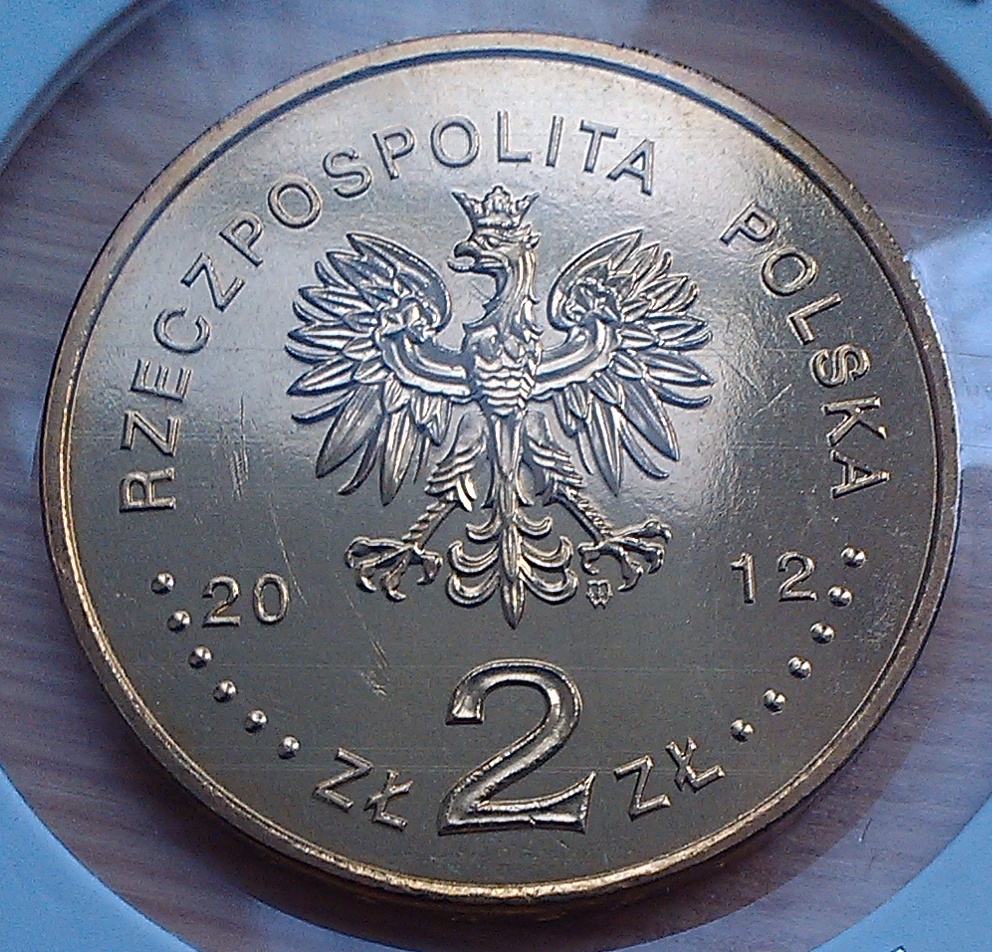 RZECZPOSPOLITA POLSKA
20 12
ZŁ 2 ZŁ